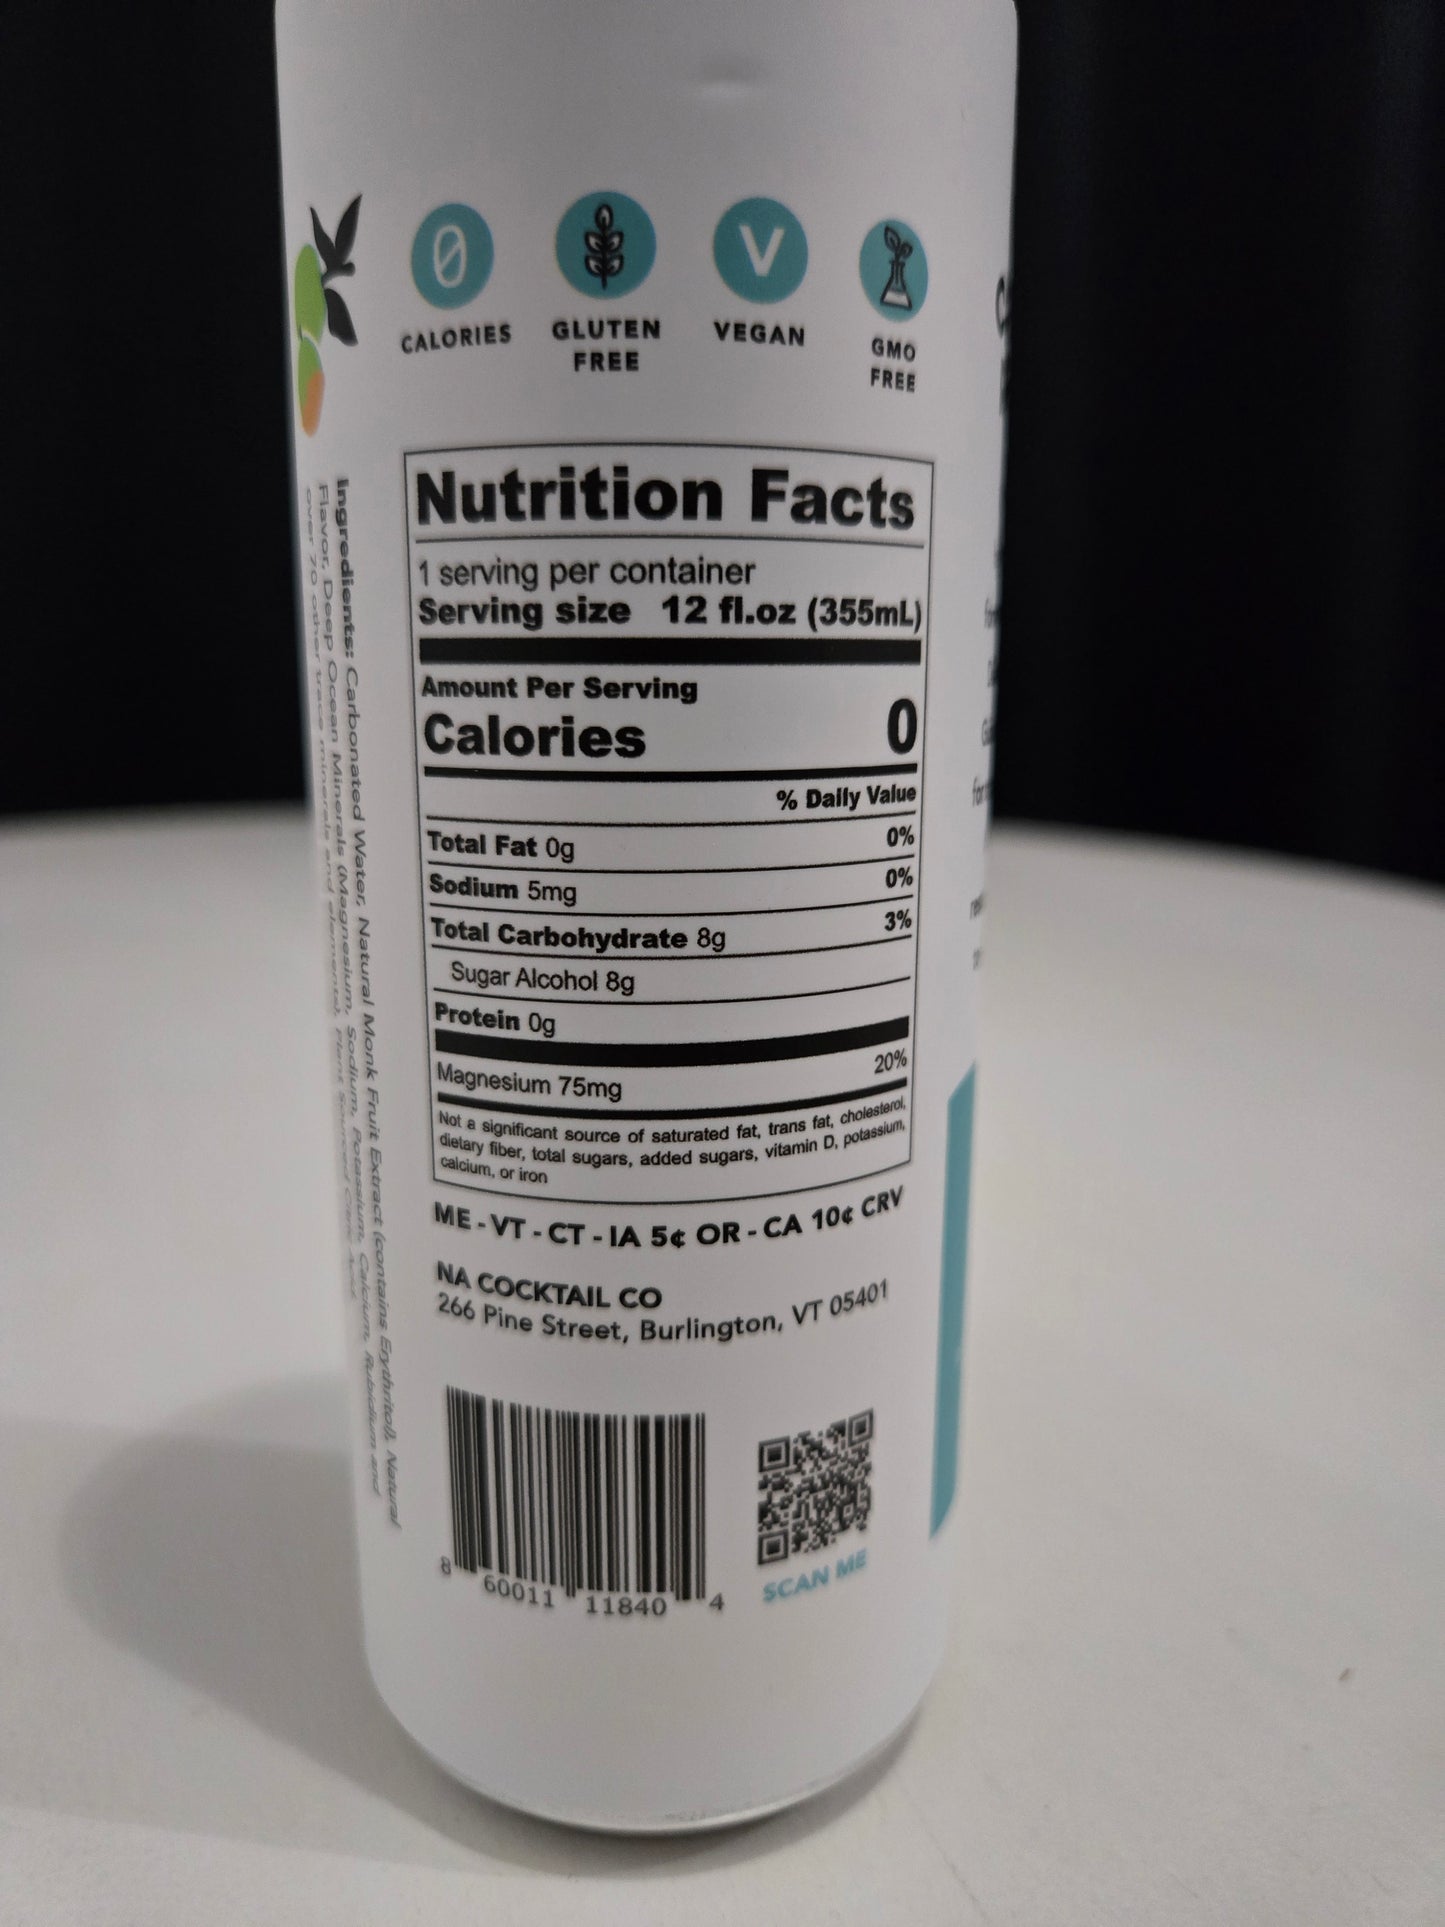 0
CALORIES
GLUTEN
FREE
V
VEGAN
GMO
FREE
Nutrition Facts
1 serving per container
Serving size 12 fl.oz (355mL)
Amount Per Serving
Calories 0
% Daily Value
Total Fat 0g 0%
Sodium 5mg 0%
Total Carbohydrate 8g 3%
Sugar Alcohol 8g
Protein 0g
Magnesium 75mg 20%
Not a significant source of saturated fat, trans fat, cholesterol,
dietary fiber, total sugars, added sugars, vitamin D, potassium,
calcium, or iron
ME - VT - CT - IA 5¢ OR - CA 10¢ CRV
NA COCKTAIL CO
266 Pine Street, Burlington, VT 05401
8 60011 11840 4
SCAN ME
Ingredients: Carbonated Water, Natural Monk Fruit Extract (contains Erythritol), Natural
Flavor, Deep Ocean Minerals (Magnesium, Sodium, Potassium, Calcium, Rubidium and
over 70 other trace minerals and elements), Plant Sourced Citric Acid